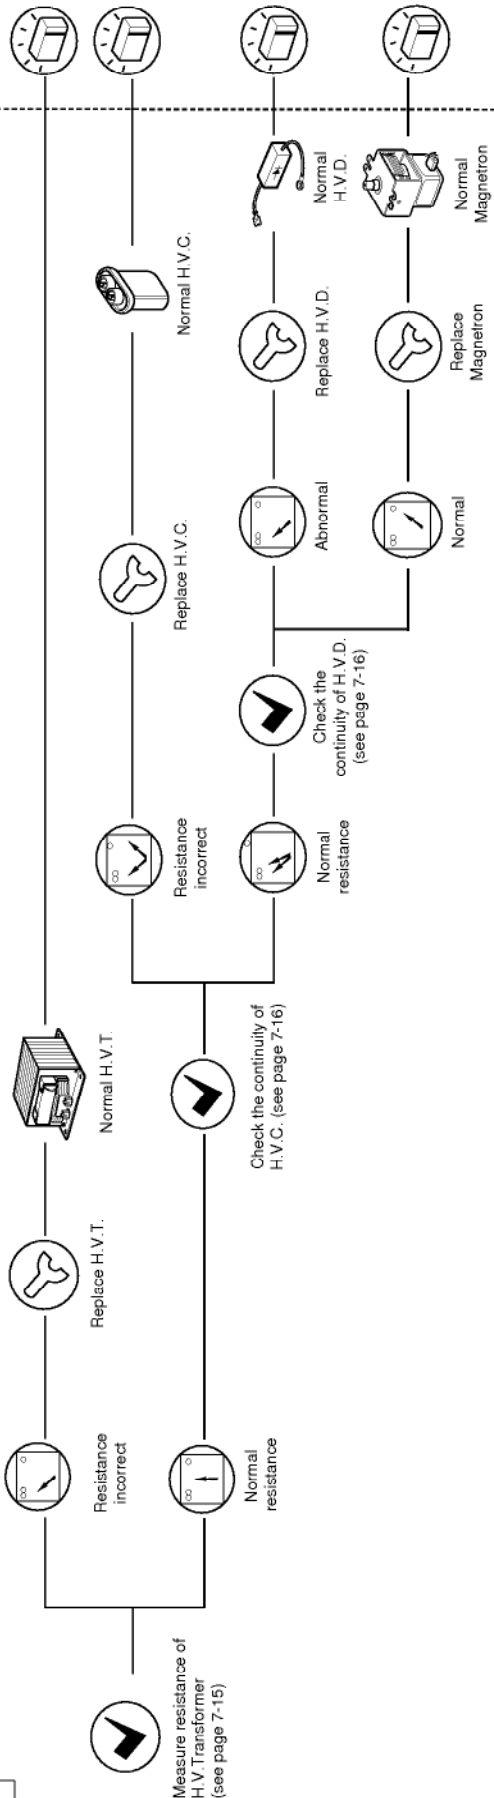 Measure resistance of
H.V.Transformer
(see page 7-15)
Resistance
incorrect
Replace H.V.T.
Normal H.V.T.
Normal
resistance
Check the continuity of
H.V.C. (see page 7-16)
Resistance
incorrect
Replace H.V.C.
Normal H.V.C.
Normal
resistance
Check the
continuity of H.V.D.
(see page 7-16)
Abnormal
Replace H.V.D.
Normal
H.V.D.
Normal
Replace
Magnetron
Normal
Magnetron